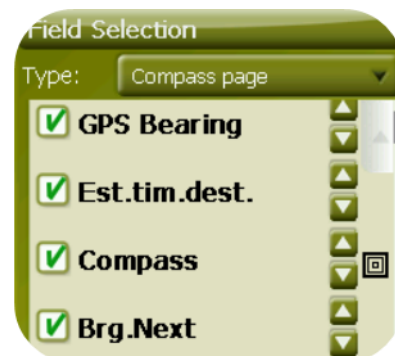 Field Selection
Type: Compass page
GPS Bearing
Est.tim.dest.
Compass
Brg.Next